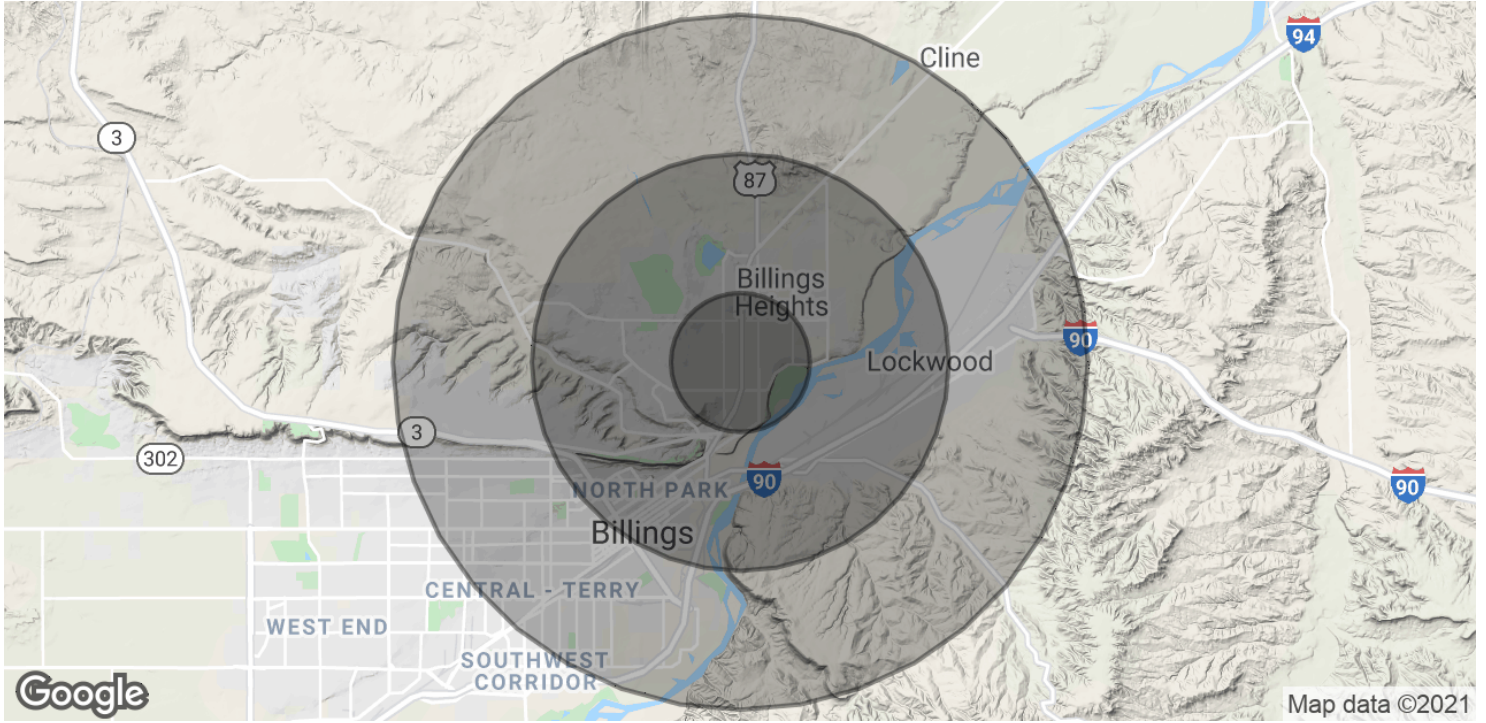 94
Cline
3
87
Billings
Heights
90
Lockwood
3
302
NORTH PARK
90
90
Billings
CENTRAL - TERRY
WEST END
SOUTHWEST
CORRIDOR
Google
Map data ©2021